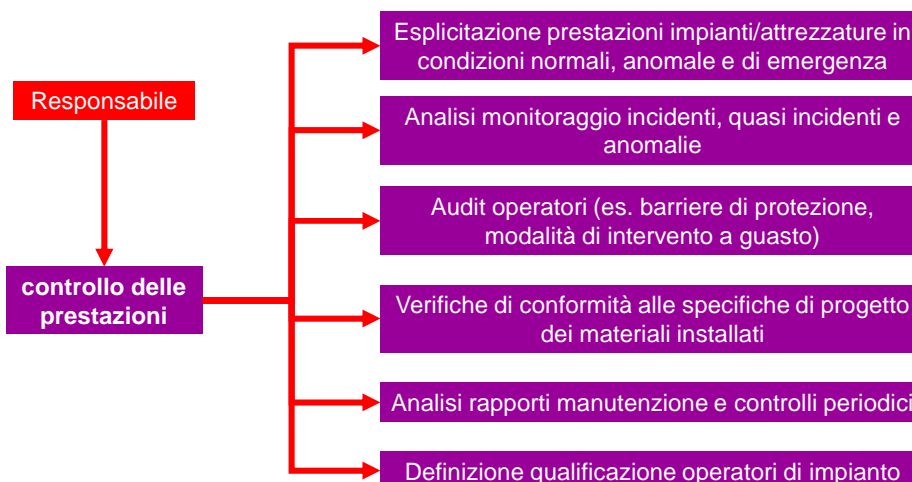 Esplicitazione prestazioni impianti/attrezzature in
condizioni normali, anomale e di emergenza
Responsabile
Analisi monitoraggio incidenti, quasi incidenti e
anomalie
Audit operatori (es. barriere di protezione,
modalità di intervento a guasto)
controllo delle
prestazioni
Verifiche di conformità alle specifiche di progetto
dei materiali installati
Analisi rapporti manutenzione e controlli periodici
Definizione qualificazione operatori di impianto